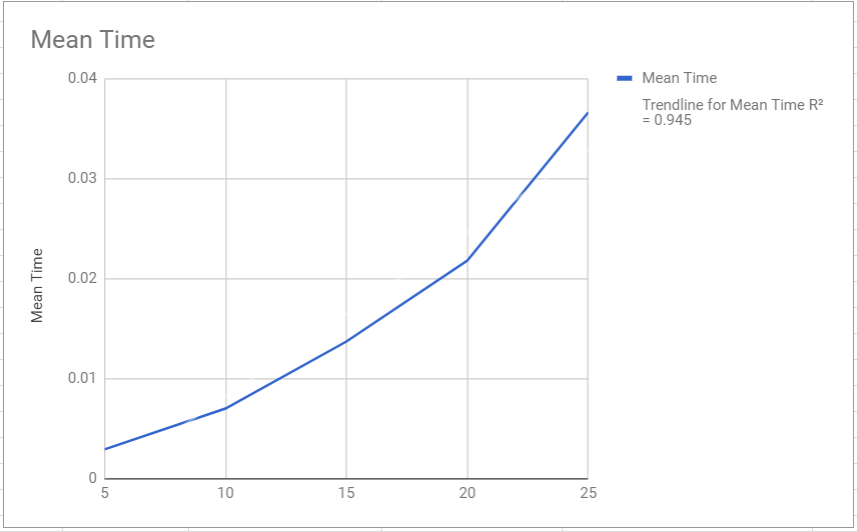 Mean Time
0.04
0.03
0.02
0.01
0
Mean Time
5 10 15 20 25
Mean Time
Trendline for Mean Time R²
= 0.945